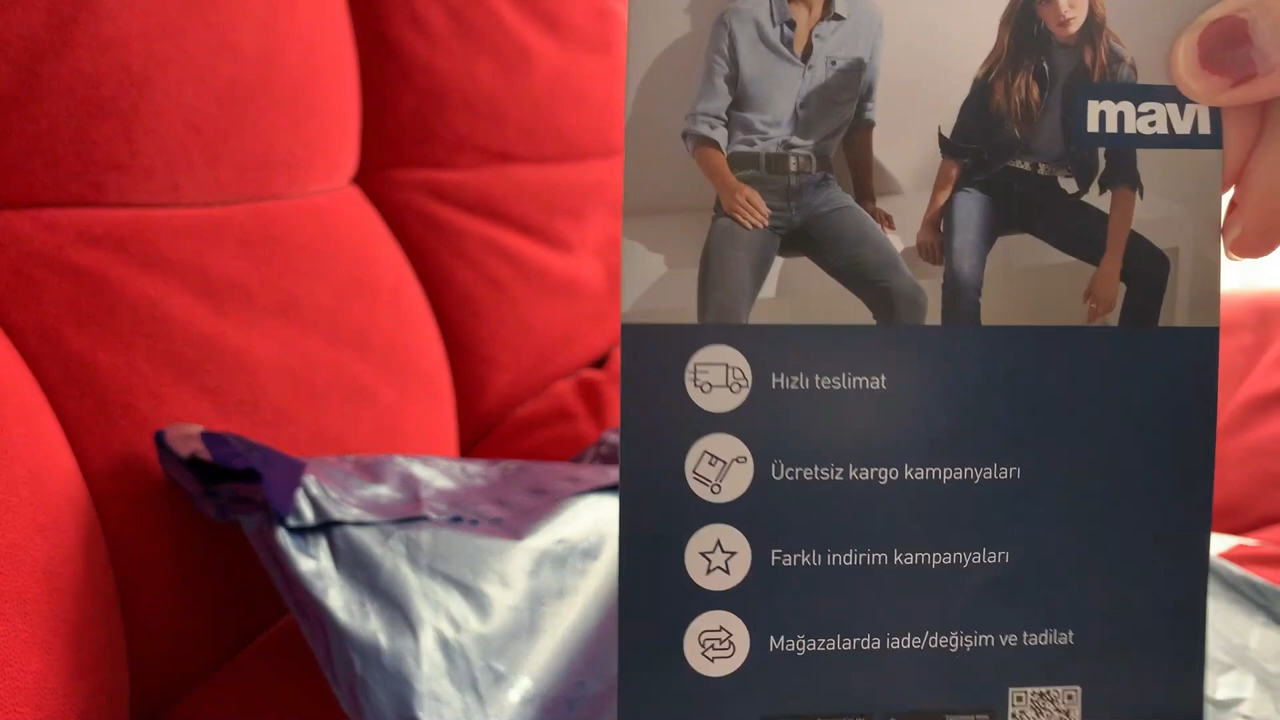 mavi
Hızlı teslimat
Ücretsiz kargo kampanyaları
Farklı indirim kampanyaları
Mağazalarda iade/değişim ve tadilat